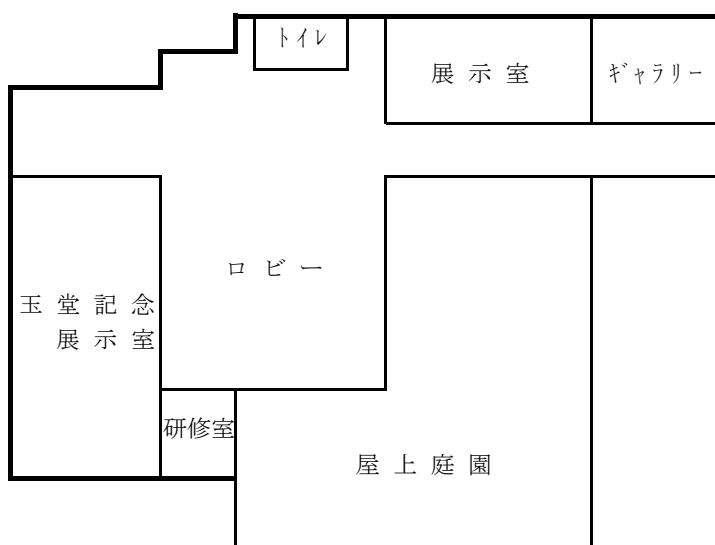 トイレ
展示室
ギャラリー
ロビー
玉堂記念
展示室
研修室
屋上庭園